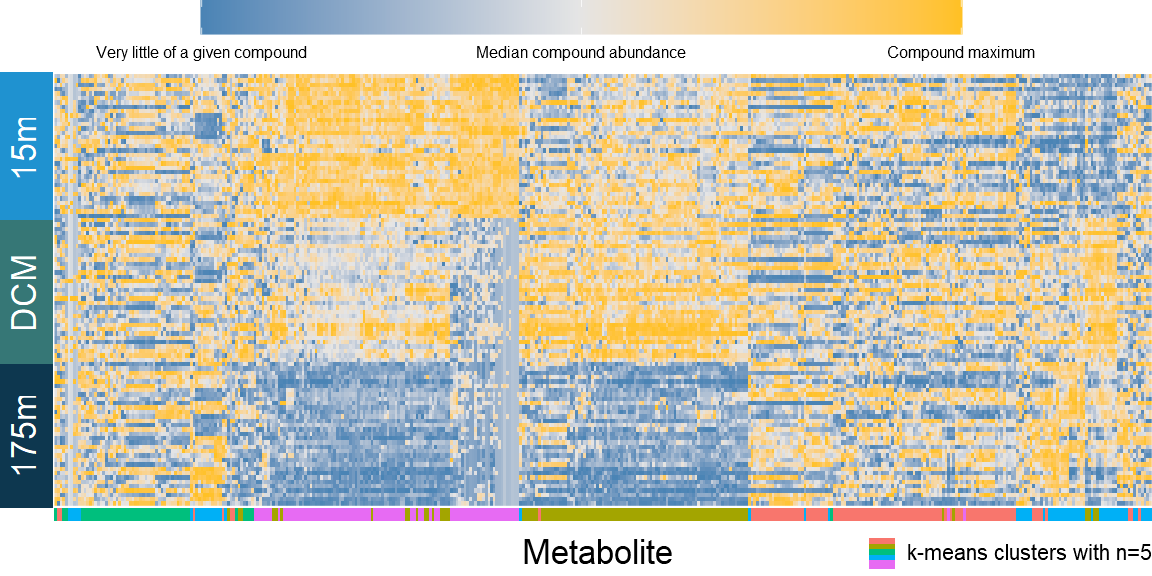 Very little of a given compound
Median compound abundance
Compound maximum
15m
DCM
175m
Metabolite
k-means clusters with n=5